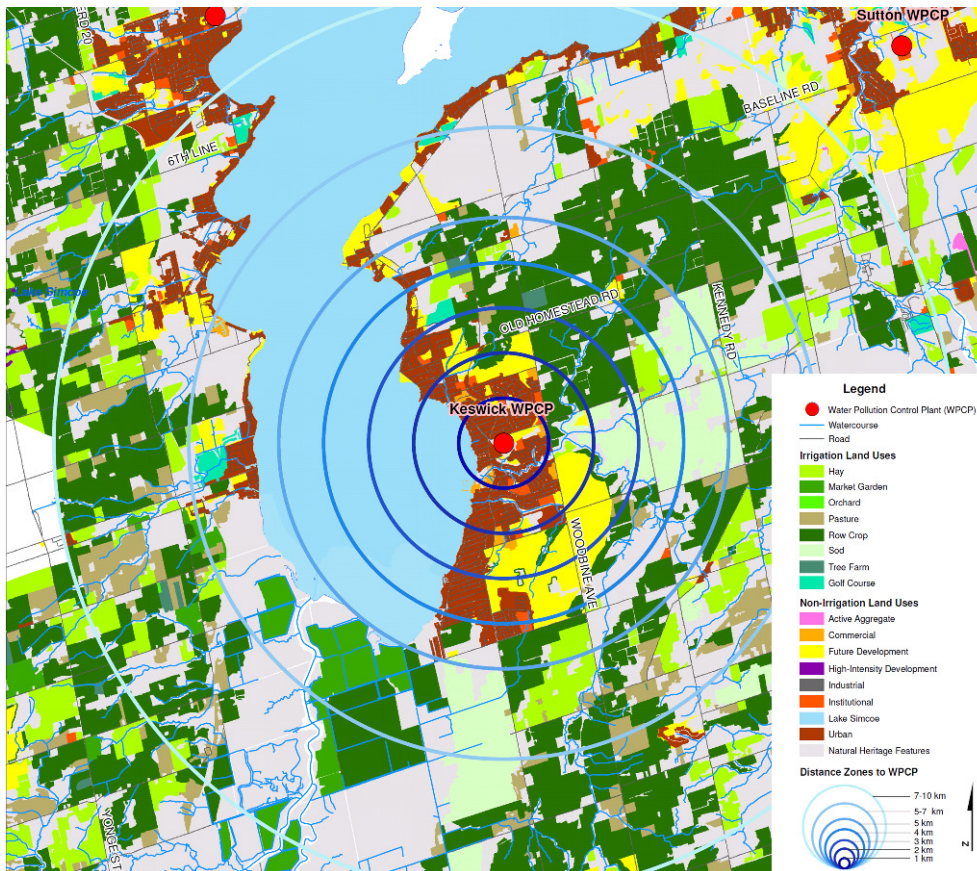 ERD 20
Sutton WPCP
BASELINE RD
6TH LINE
Lake Simcoe
OLD HOMESTEAD RD
KENNEDY RD
Keswick WPCP
WOODBINE AVE
YONGE ST
Legend
Water Pollution Control Plant (WPCP)
Watercourse
Road
Irrigation Land Uses
Hay
Market Garden
Orchard
Pasture
Row Crop
Sod
Tree Farm
Golf Course
Non-Irrigation Land Uses
Active Aggregate
Commercial
Future Development
High-Intensity Development
Industrial
Institutional
Lake Simcoe
Urban
Natural Heritage Features
Distance Zones to WPCP
7-10 km
5-7 km
5 km
4 km
3 km
2 km
1 km
N